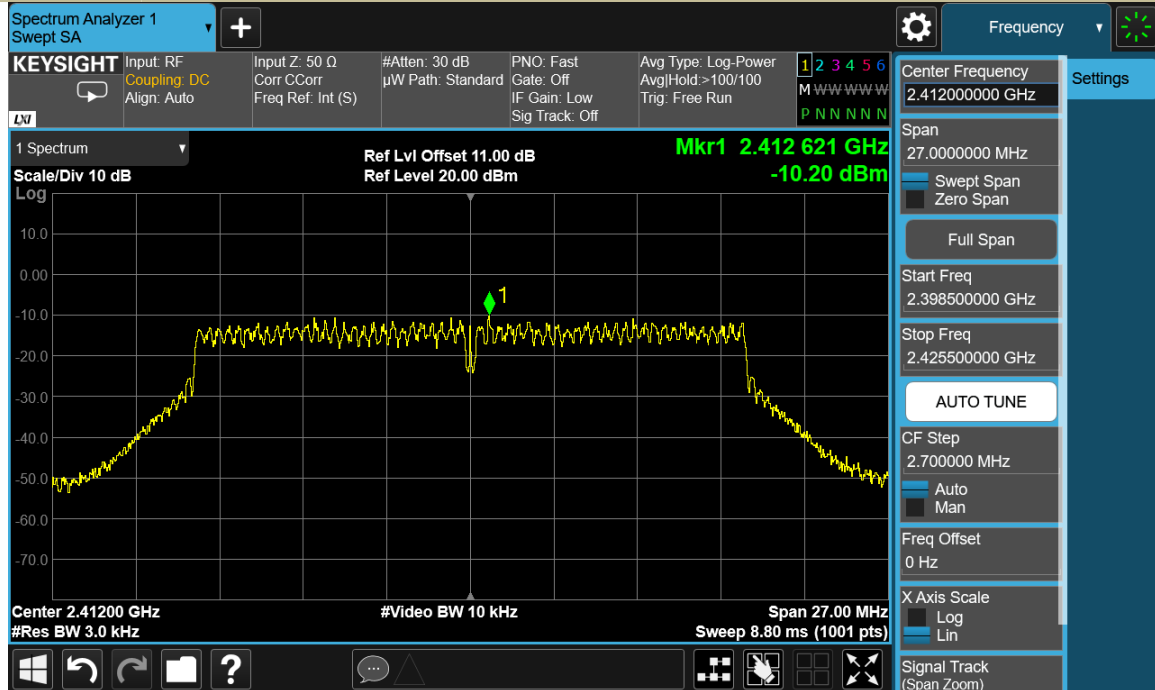 Spectrum Analyzer 1
Swept SA
+
Frequency
KEYSIGHT
LXI
Input: RF
Coupling: DC
Align: Auto
Input Z: 50 Ω
Corr CCorr
Freq Ref: Int (S)
#Atten: 30 dB
µW Path: Standard
PNO: Fast
Gate: Off
IF Gain: Low
Sig Track: Off
Avg Type: Log-Power
Avg|Hold:>100/100
Trig: Free Run
1 2 3 4 5 6
M W W W W W
P N N N N N
1 Spectrum
Scale/Div 10 dB
Log
Ref Lvl Offset 11.00 dB
Ref Level 20.00 dBm
Mkr1 2.412 621 GHz
-10.20 dBm
10.0
0.00
-10.0
-20.0
-30.0
-40.0
-50.0
-60.0
-70.0
1
Center 2.41200 GHz
#Res BW 3.0 kHz
#Video BW 10 kHz
Span 27.00 MHz
Sweep 8.80 ms (1001 pts)
?
Center Frequency
2.412000000 GHz
Settings
Span
27.0000000 MHz
Swept Span
Zero Span
Full Span
Start Freq
2.398500000 GHz
Stop Freq
2.425500000 GHz
AUTO TUNE
CF Step
2.700000 MHz
Auto
Man
Freq Offset
0 Hz
X Axis Scale
Log
Lin
Signal Track
(Span Zoom)